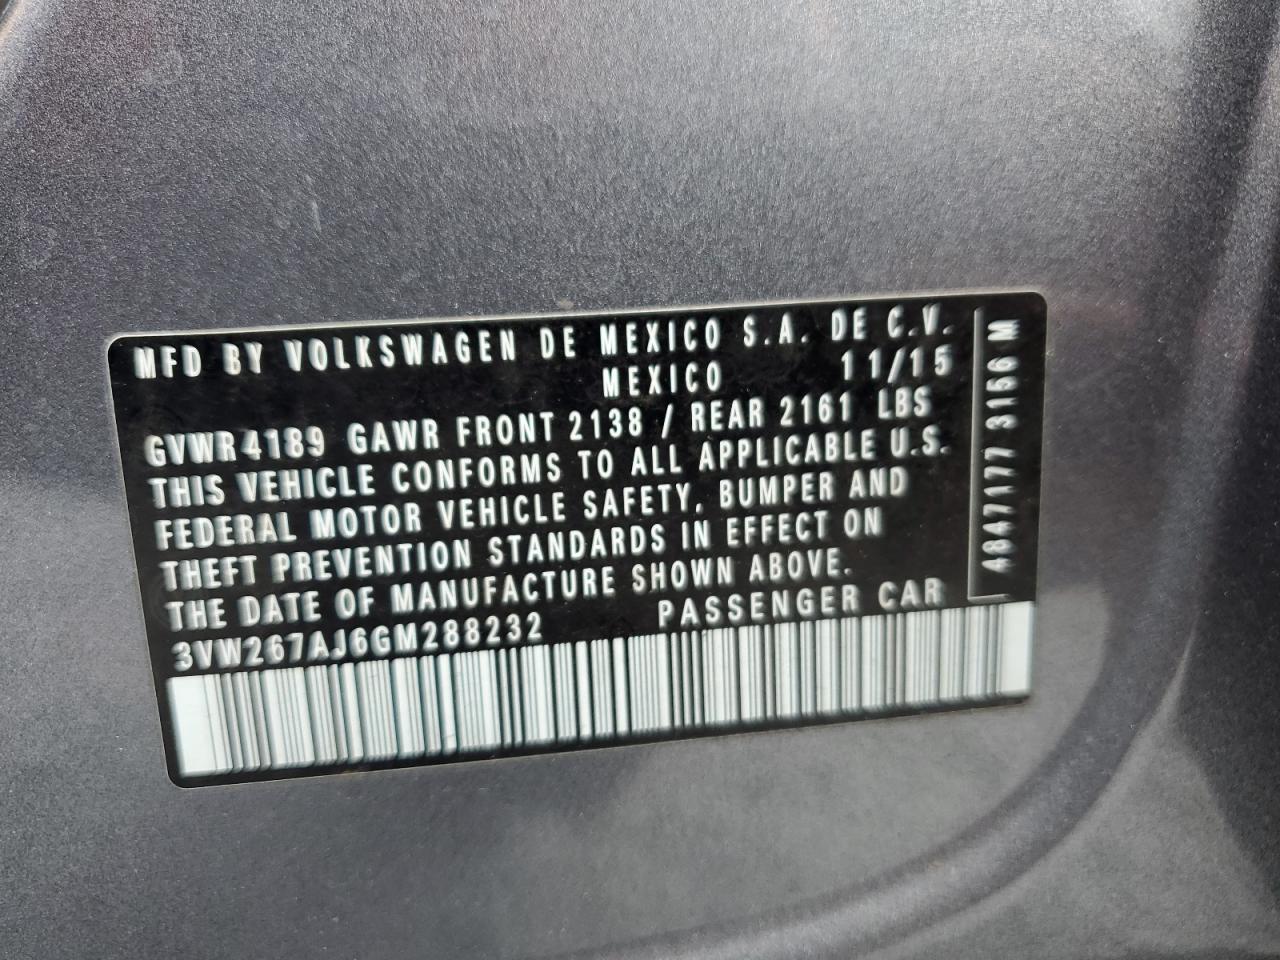 MFD BY VOLKSWAGEN DE MEXICO S.A. DE C.V.
MEXICO 11/15
GVWR 4189 GAWR FRONT 2138 / REAR 2161 LBS
THIS VEHICLE CONFORMS TO ALL APPLICABLE U.S.
FEDERAL MOTOR VEHICLE SAFETY, BUMPER AND
THEFT PREVENTION STANDARDS IN EFFECT ON
THE DATE OF MANUFACTURE SHOWN ABOVE.
3VW267AJ6GM288232 PASSENGER CAR
3156 M